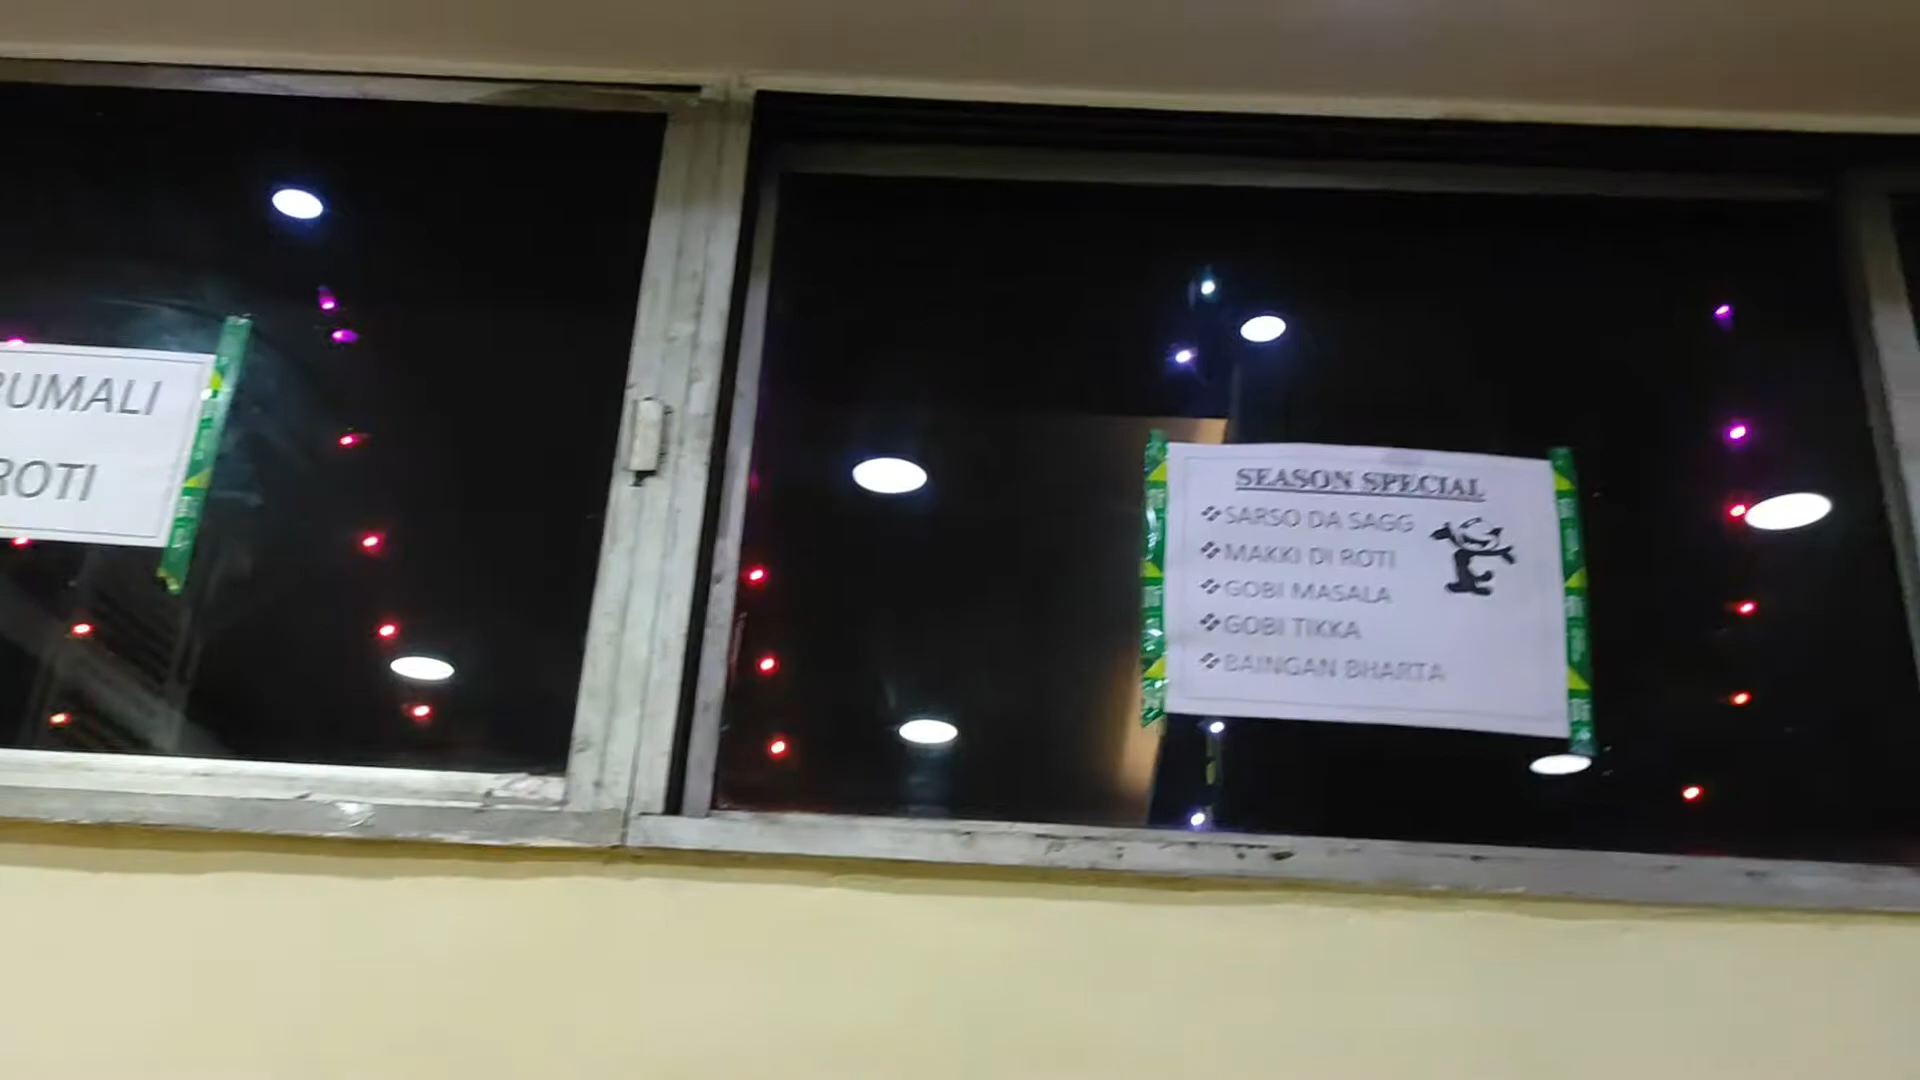 RUMALI
ROTI
SEASON SPECIAL
SARSO DA SAGG
MAKKI DI ROTI
GOBI MASALA
GOBI TIKKA
BAINGAN BHARTA